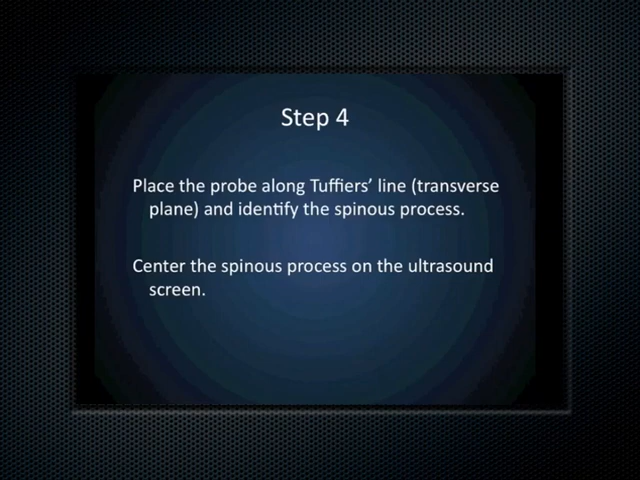 Step 4
Place the probe along Tuffiers’ line (transverse
plane) and identify the spinous process.
Center the spinous process on the ultrasound
screen.